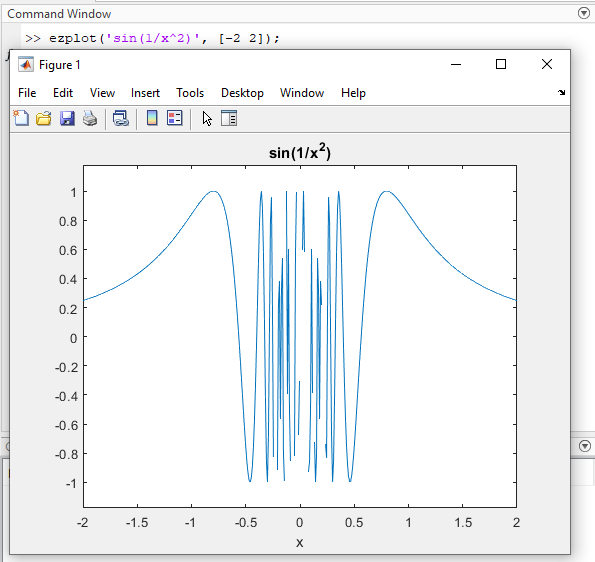 Command Window
>> ezplot('sin(1/x^2)', [-2 2]);
Figure 1
File Edit View Insert Tools Desktop Window Help
sin(1/x²)
1
0.8
0.6
0.4
0.2
0
-0.2
-0.4
-0.6
-0.8
-1
-2 -1.5 -1 -0.5 0 0.5 1 1.5 2
x